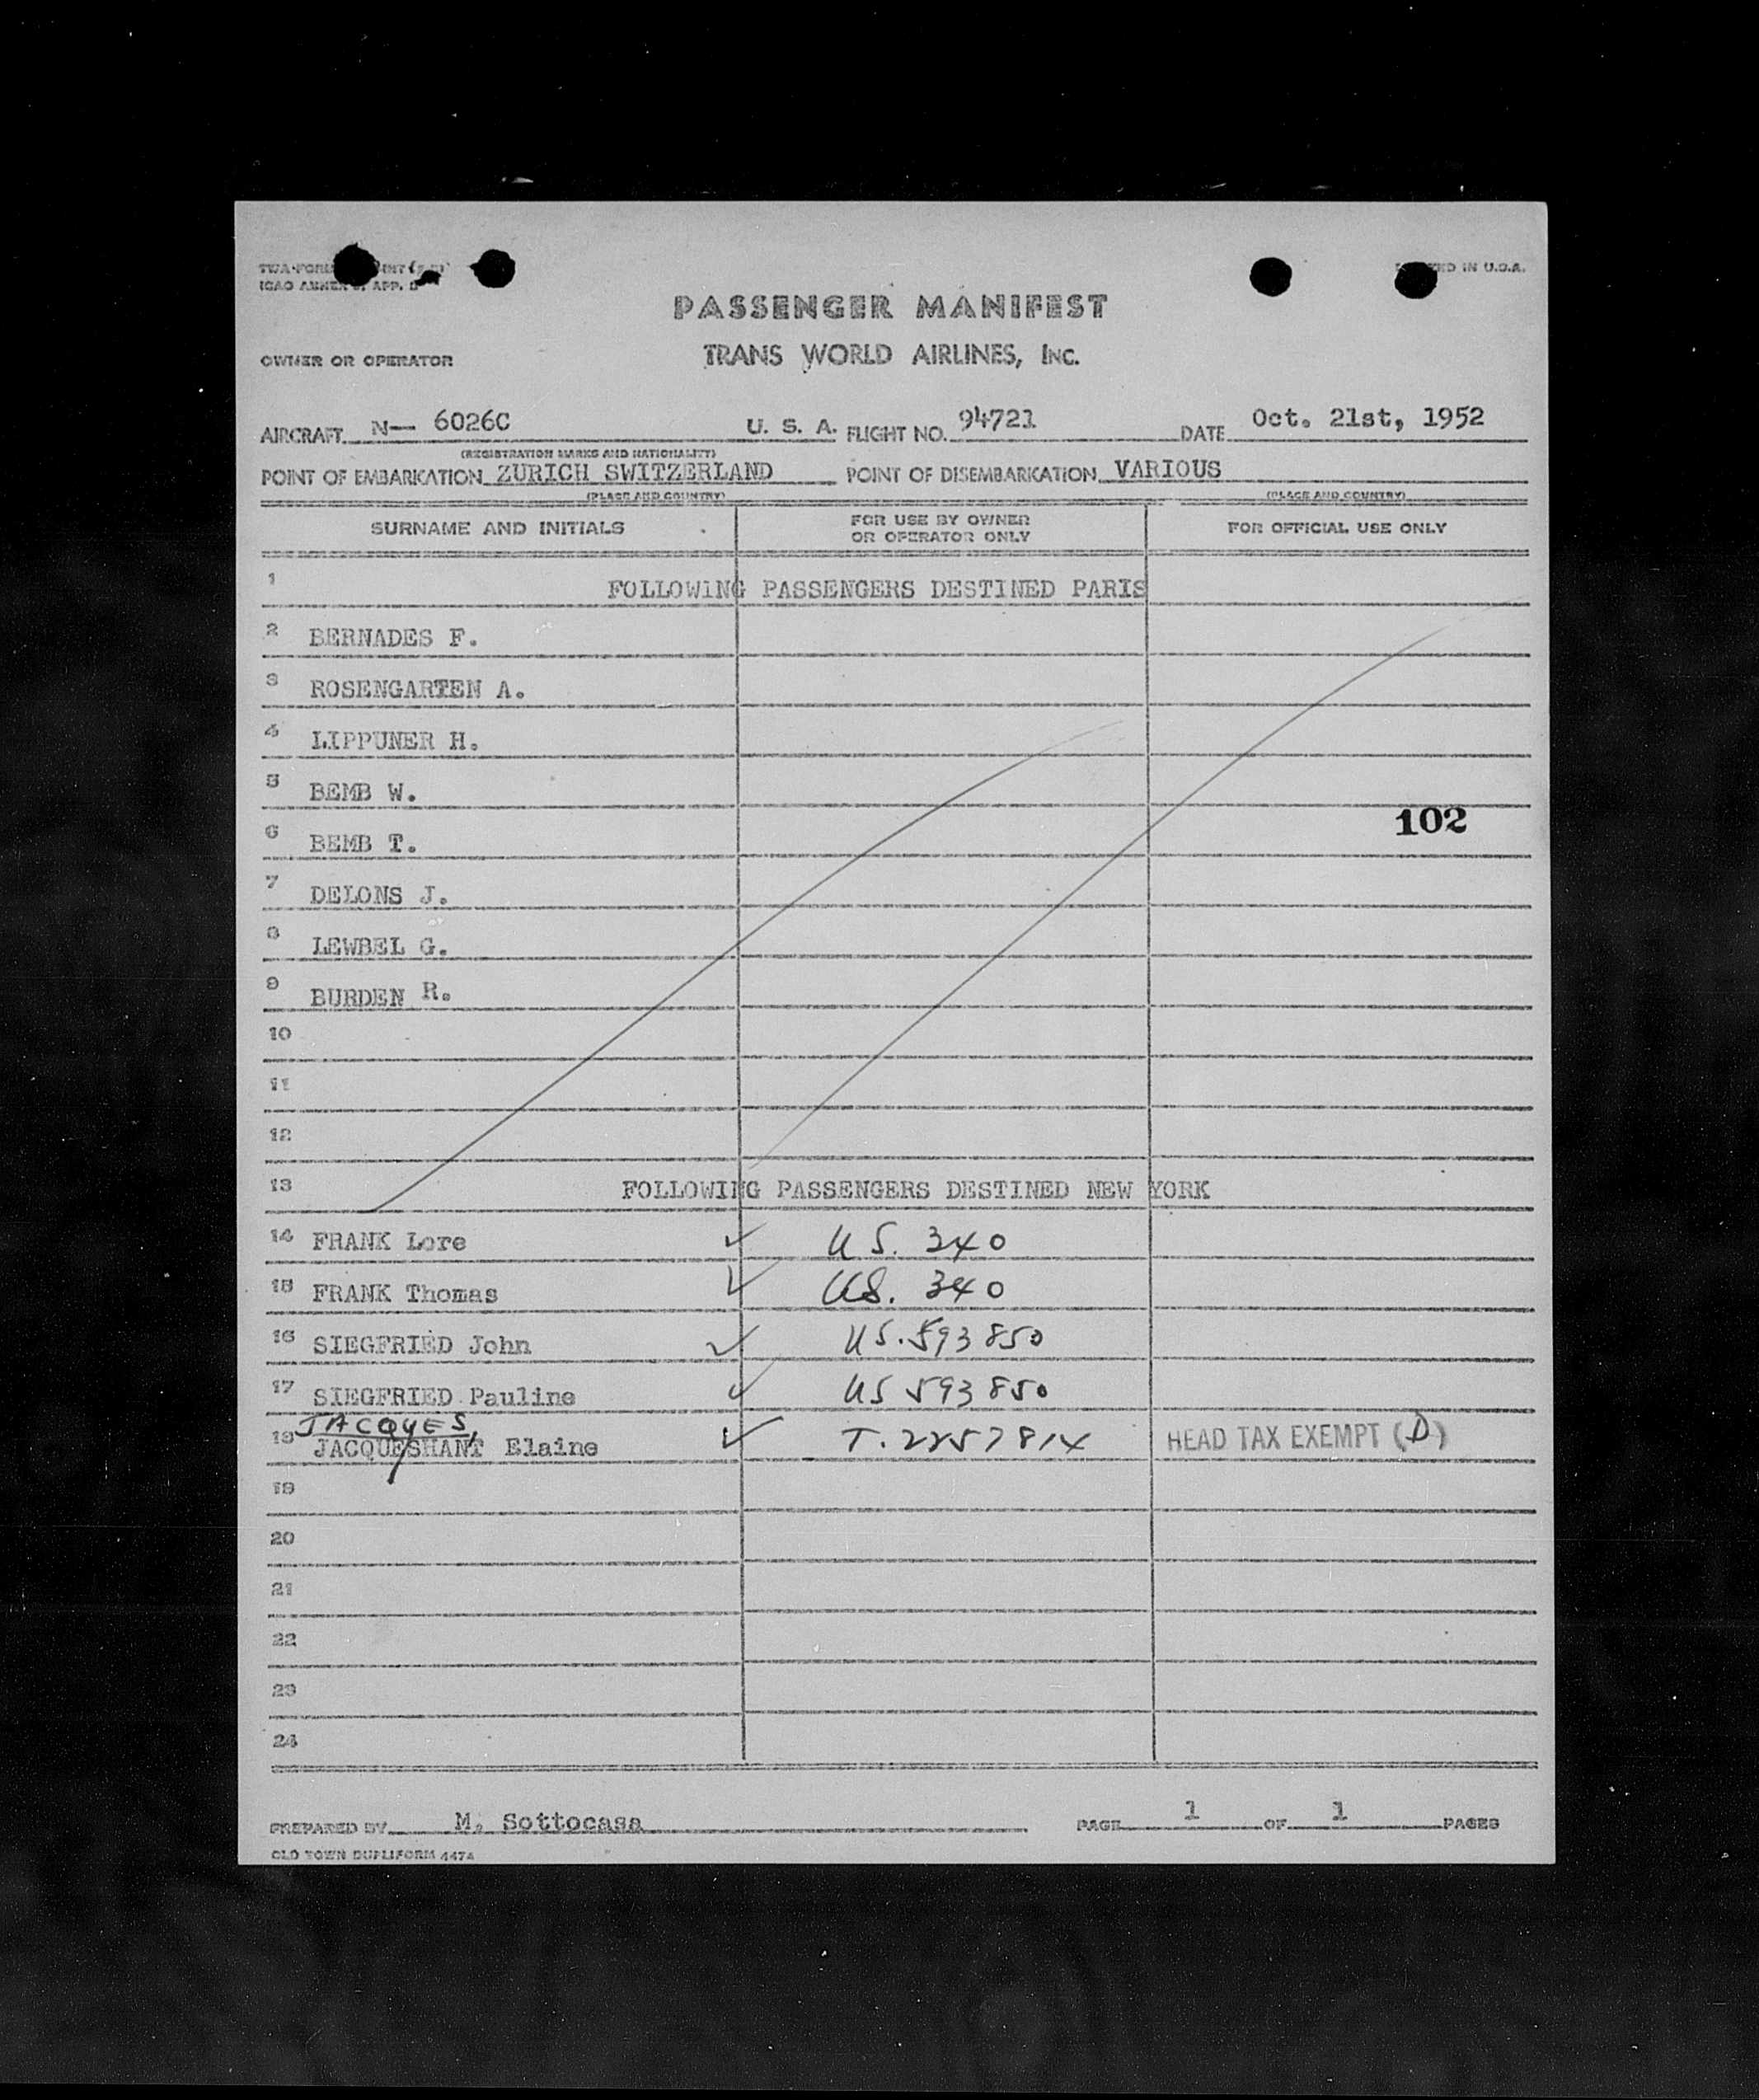 PASSENGER MANIFEST
OWNER OR OPERATOR TRANS WORLD AIRLINES, INC.
AIRCRAFT N— 6026C U. S. A. FLIGHT NO. 94721 DATE Oct. 21st, 1952
(REGISTRATION MARKS AND NATIONALITY)
POINT OF EMBARKATION ZURICH SWITZERLAND POINT OF DISEMBARKATION VARIOUS
(PLACE AND COUNTRY) (PLACE AND COUNTRY)
SURNAME AND INITIALS FOR USE BY OWNER OR OPERATOR ONLY FOR OFFICIAL USE ONLY
1 FOLLOWING PASSENGERS DESTINED PARIS
2 BERNADES F.
3 ROSENGARTEN A.
4 LIPPUNER H.
5 BEMB W.
102
6 BEMB T.
7 DELONS J.
8 LEWBEL G.
9 BURDEN R.
10
11
12
13 FOLLOWING PASSENGERS DESTINED NEW YORK
14 FRANK Lore ✓ US. 340
15 FRANK Thomas ✓ US. 340
16 SIEGFRIED John ✓ US. 593850
17 SIEGFRIED Pauline ✓ US 593850
JACQUES,
18 JACQUESHANT Elaine ✓ T. 2257814 HEAD TAX EXEMPT (D)
19
20
21
22
23
24
PREPARED BY M. Sottocasa PAGE 1 OF 1 PAGES
OLD TOWN DUPLIFORM 447A